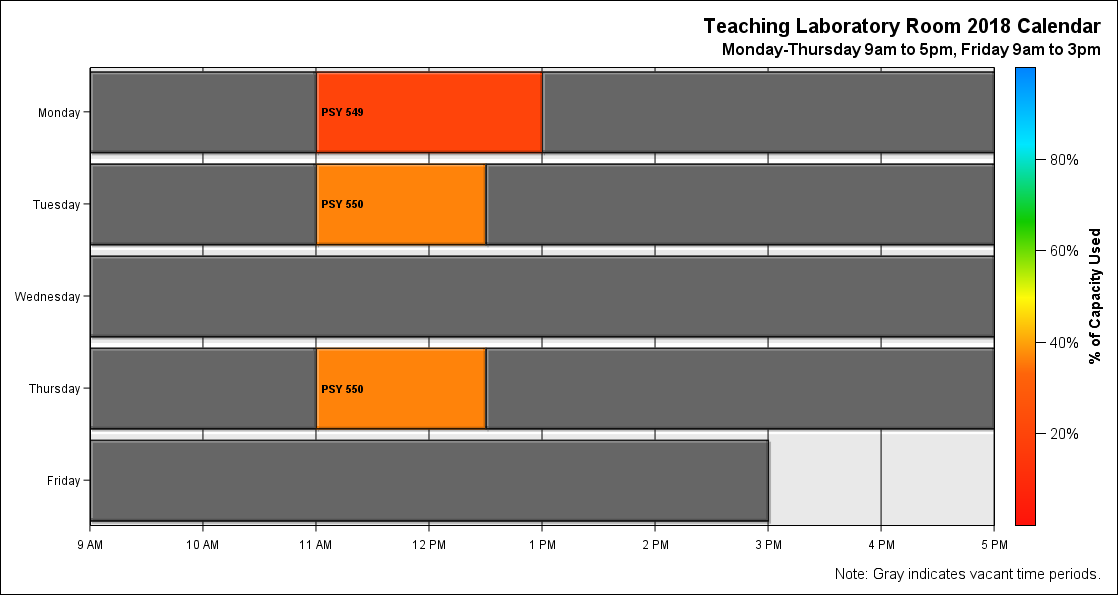 Teaching Laboratory Room 2018 Calendar
Monday-Thursday 9am to 5pm, Friday 9am to 3pm
Monday
PSY 549
Tuesday
PSY 550
Wednesday
Thursday
PSY 550
Friday
9 AM 10 AM 11 AM 12 PM 1 PM 2 PM 3 PM 4 PM 5 PM
80%
60%
40%
20%
% of Capacity Used
Note: Gray indicates vacant time periods.